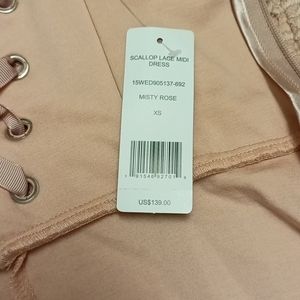 SCALLOP LACE MIDI
DRESS
15WED905137-692
MISTY ROSE
XS
US$139.00